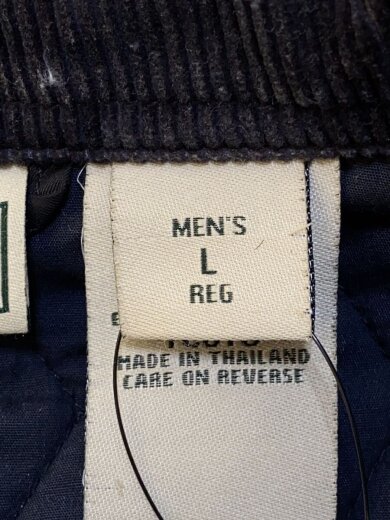 MEN'S
L
REG
MADE IN THAILAND
CARE ON REVERSE